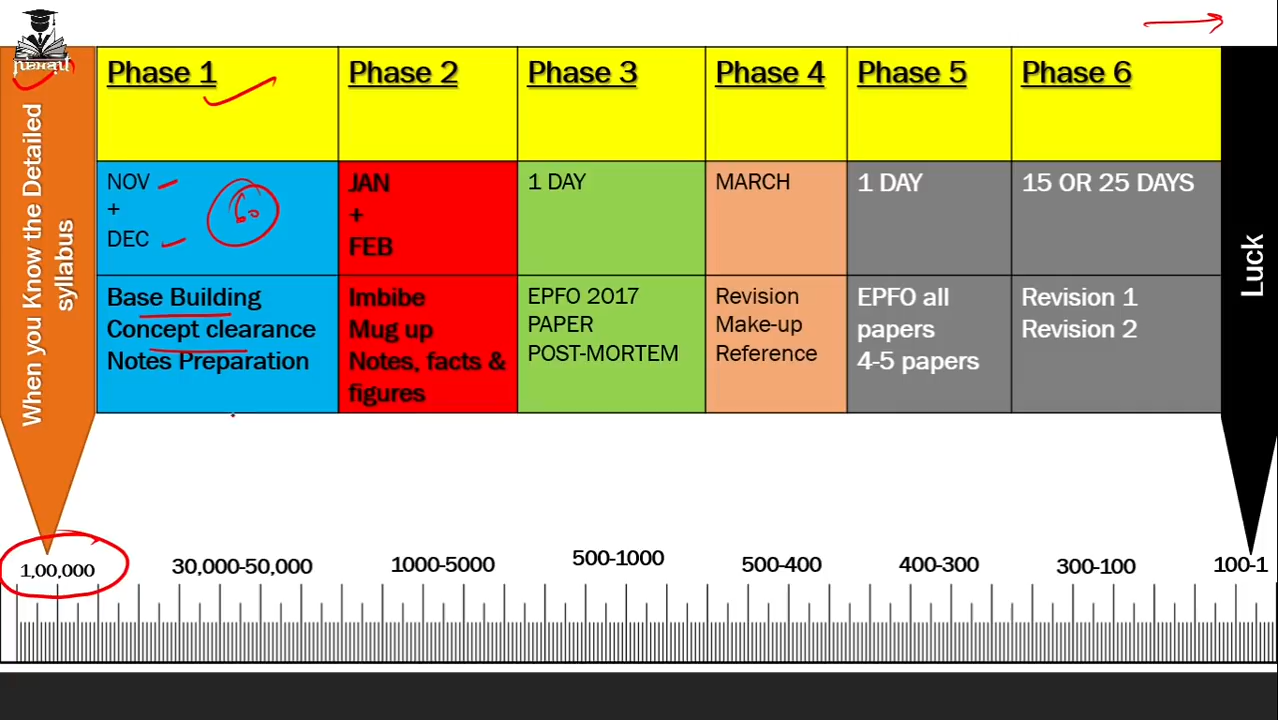 Phase 1
Phase 2
Phase 3
Phase 4
Phase 5
Phase 6
NOV
+
DEC
60
JAN
+
FEB
1 DAY
MARCH
1 DAY
15 OR 25 DAYS
Base Building
Concept clearance
Notes Preparation
Imbibe
Mug up
Notes, facts &
figures
EPFO 2017
PAPER
POST-MORTEM
Revision
Make-up
Reference
EPFO all
papers
4-5 papers
Revision 1
Revision 2
When you Know the Detailed
syllabus
Luck
1,00,000
30,000-50,000
1000-5000
500-1000
500-400
400-300
300-100
100-1